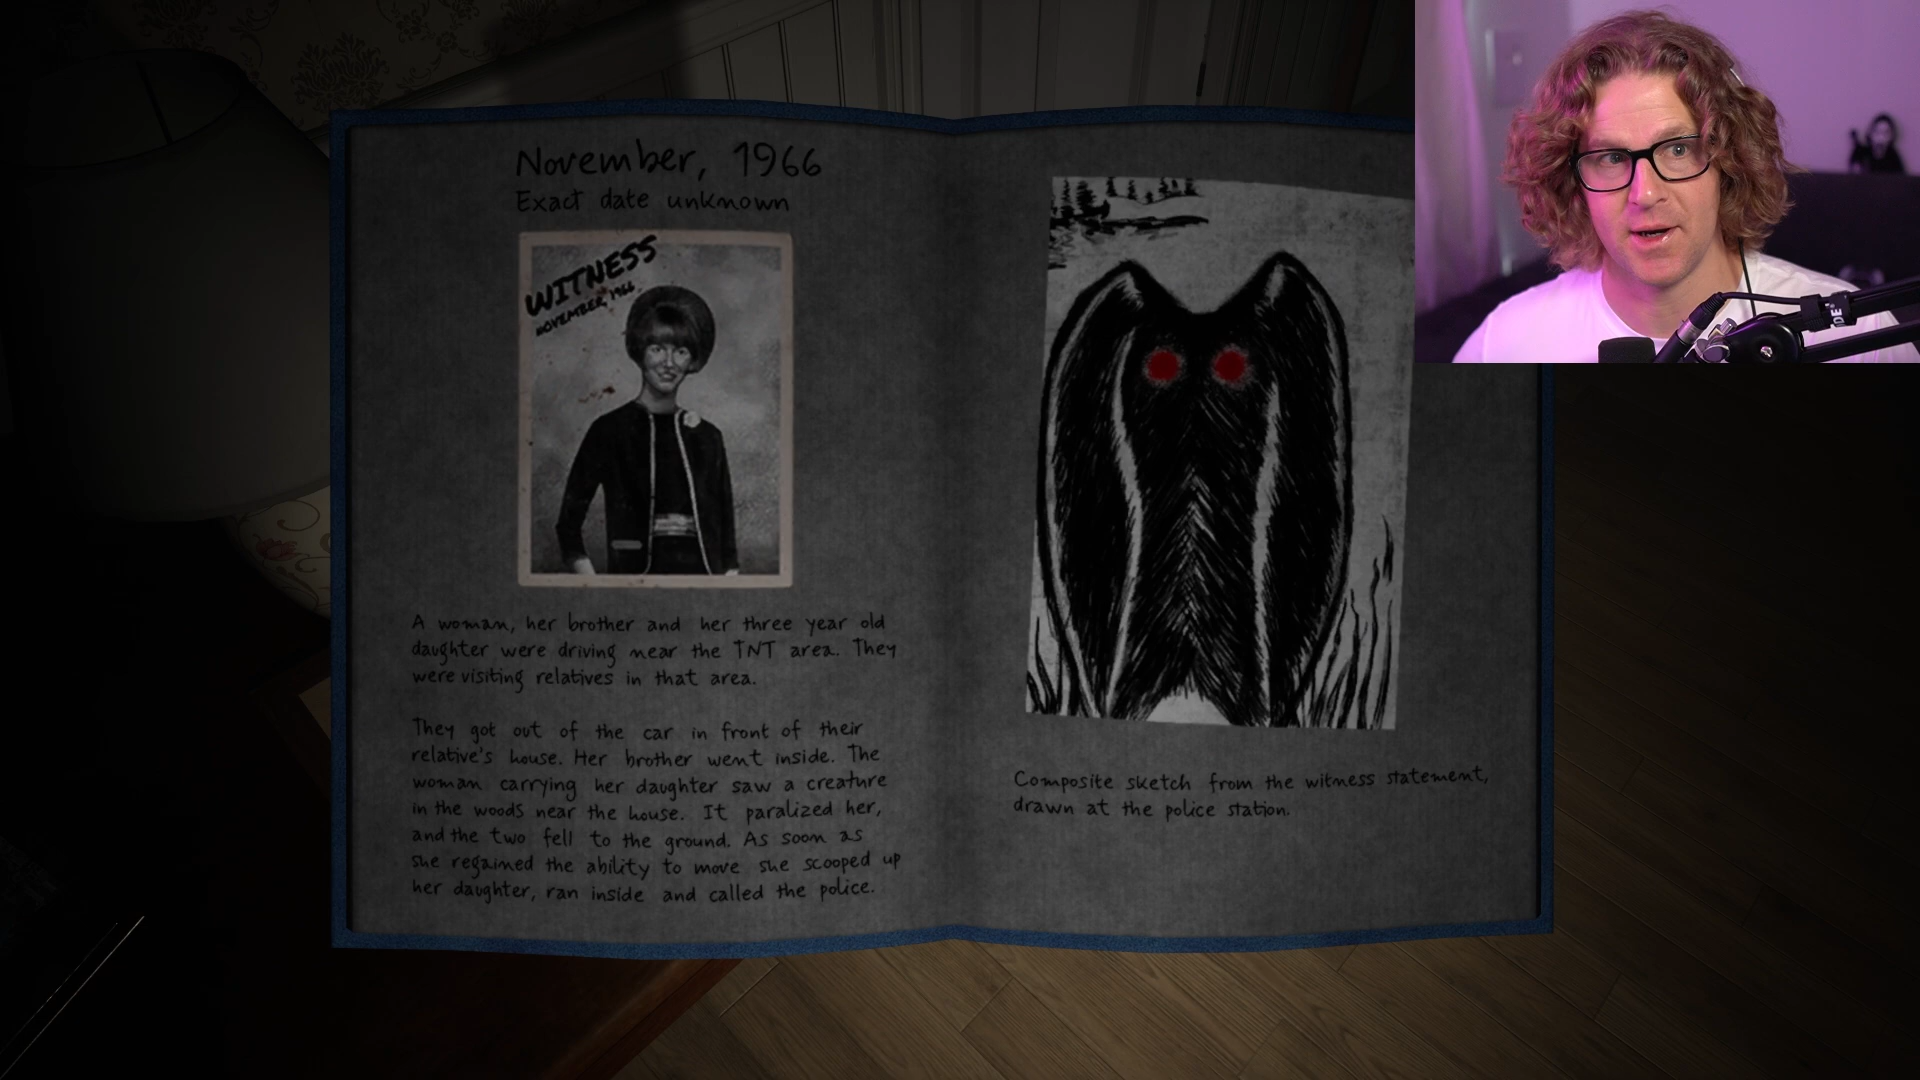 November, 1966
Exact date unknown
WITNESS
NOVEMBER, 1966
A woman, her brother and her three year old
daughter were driving near the TNT area. They
were visiting relatives in that area.
They got out of the car in front of their
relative's house. Her brother went inside. The
woman carrying her daughter saw a creature
in the woods near the house. It paralized her,
and the two fell to the ground. As soon as
she regained the ability to move she scooped up
her daughter, ran inside and called the police.
Composite sketch from the witness statement,
drawn at the police station.